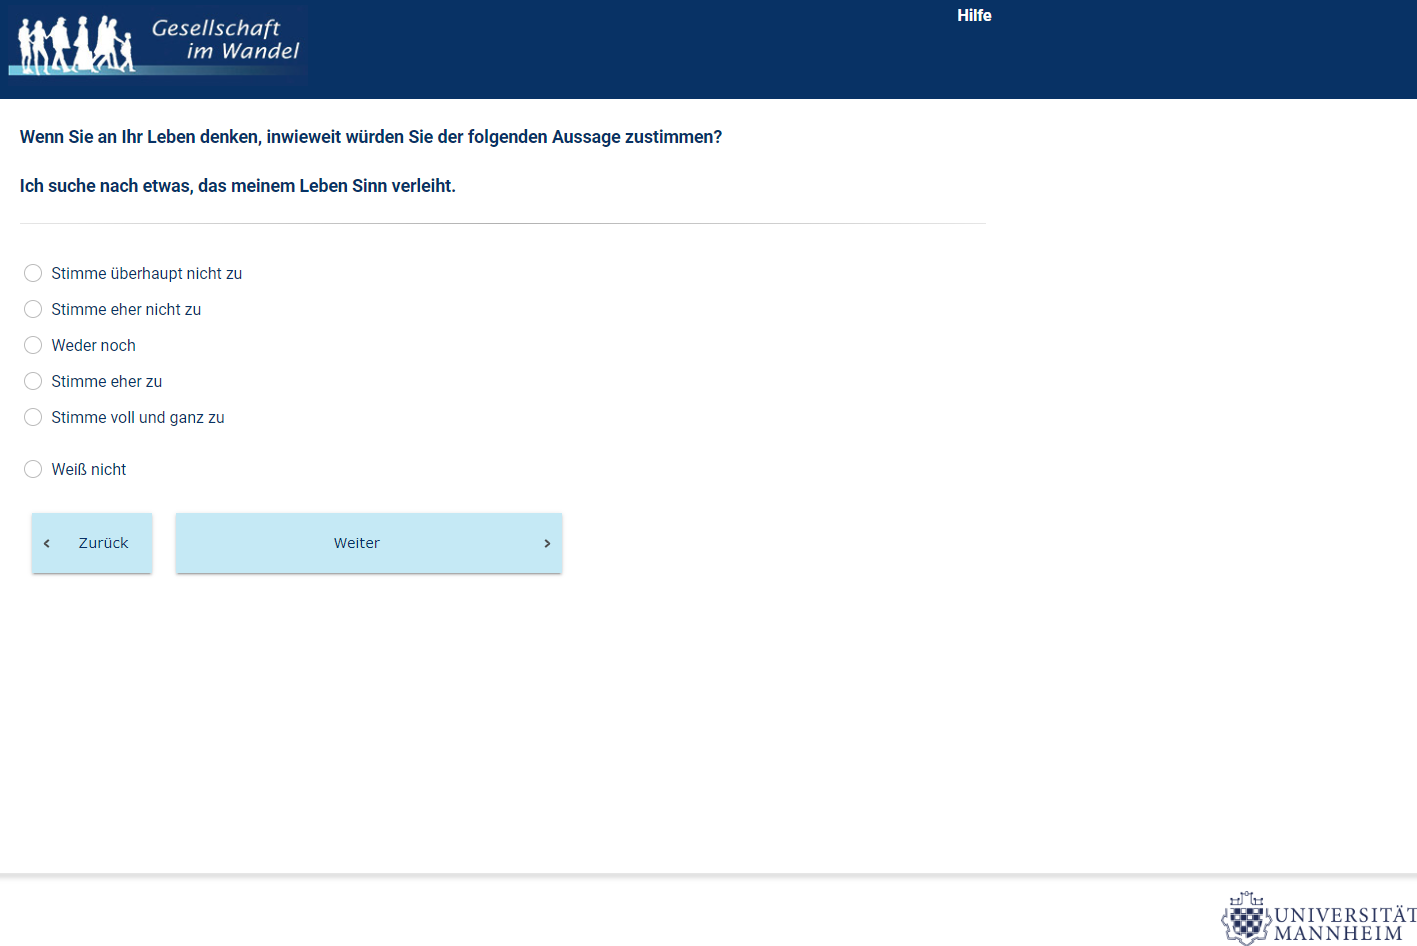 Gesellschaft
im Wandel
Hilfe
Wenn Sie an Ihr Leben denken, inwieweit würden Sie der folgenden Aussage zustimmen?
Ich suche nach etwas, das meinem Leben Sinn verleiht.
Stimme überhaupt nicht zu
Stimme eher nicht zu
Weder noch
Stimme eher zu
Stimme voll und ganz zu
Weiß nicht
‹ Zurück
Weiter ›
UNIVERSITÄT
MANNHEIM